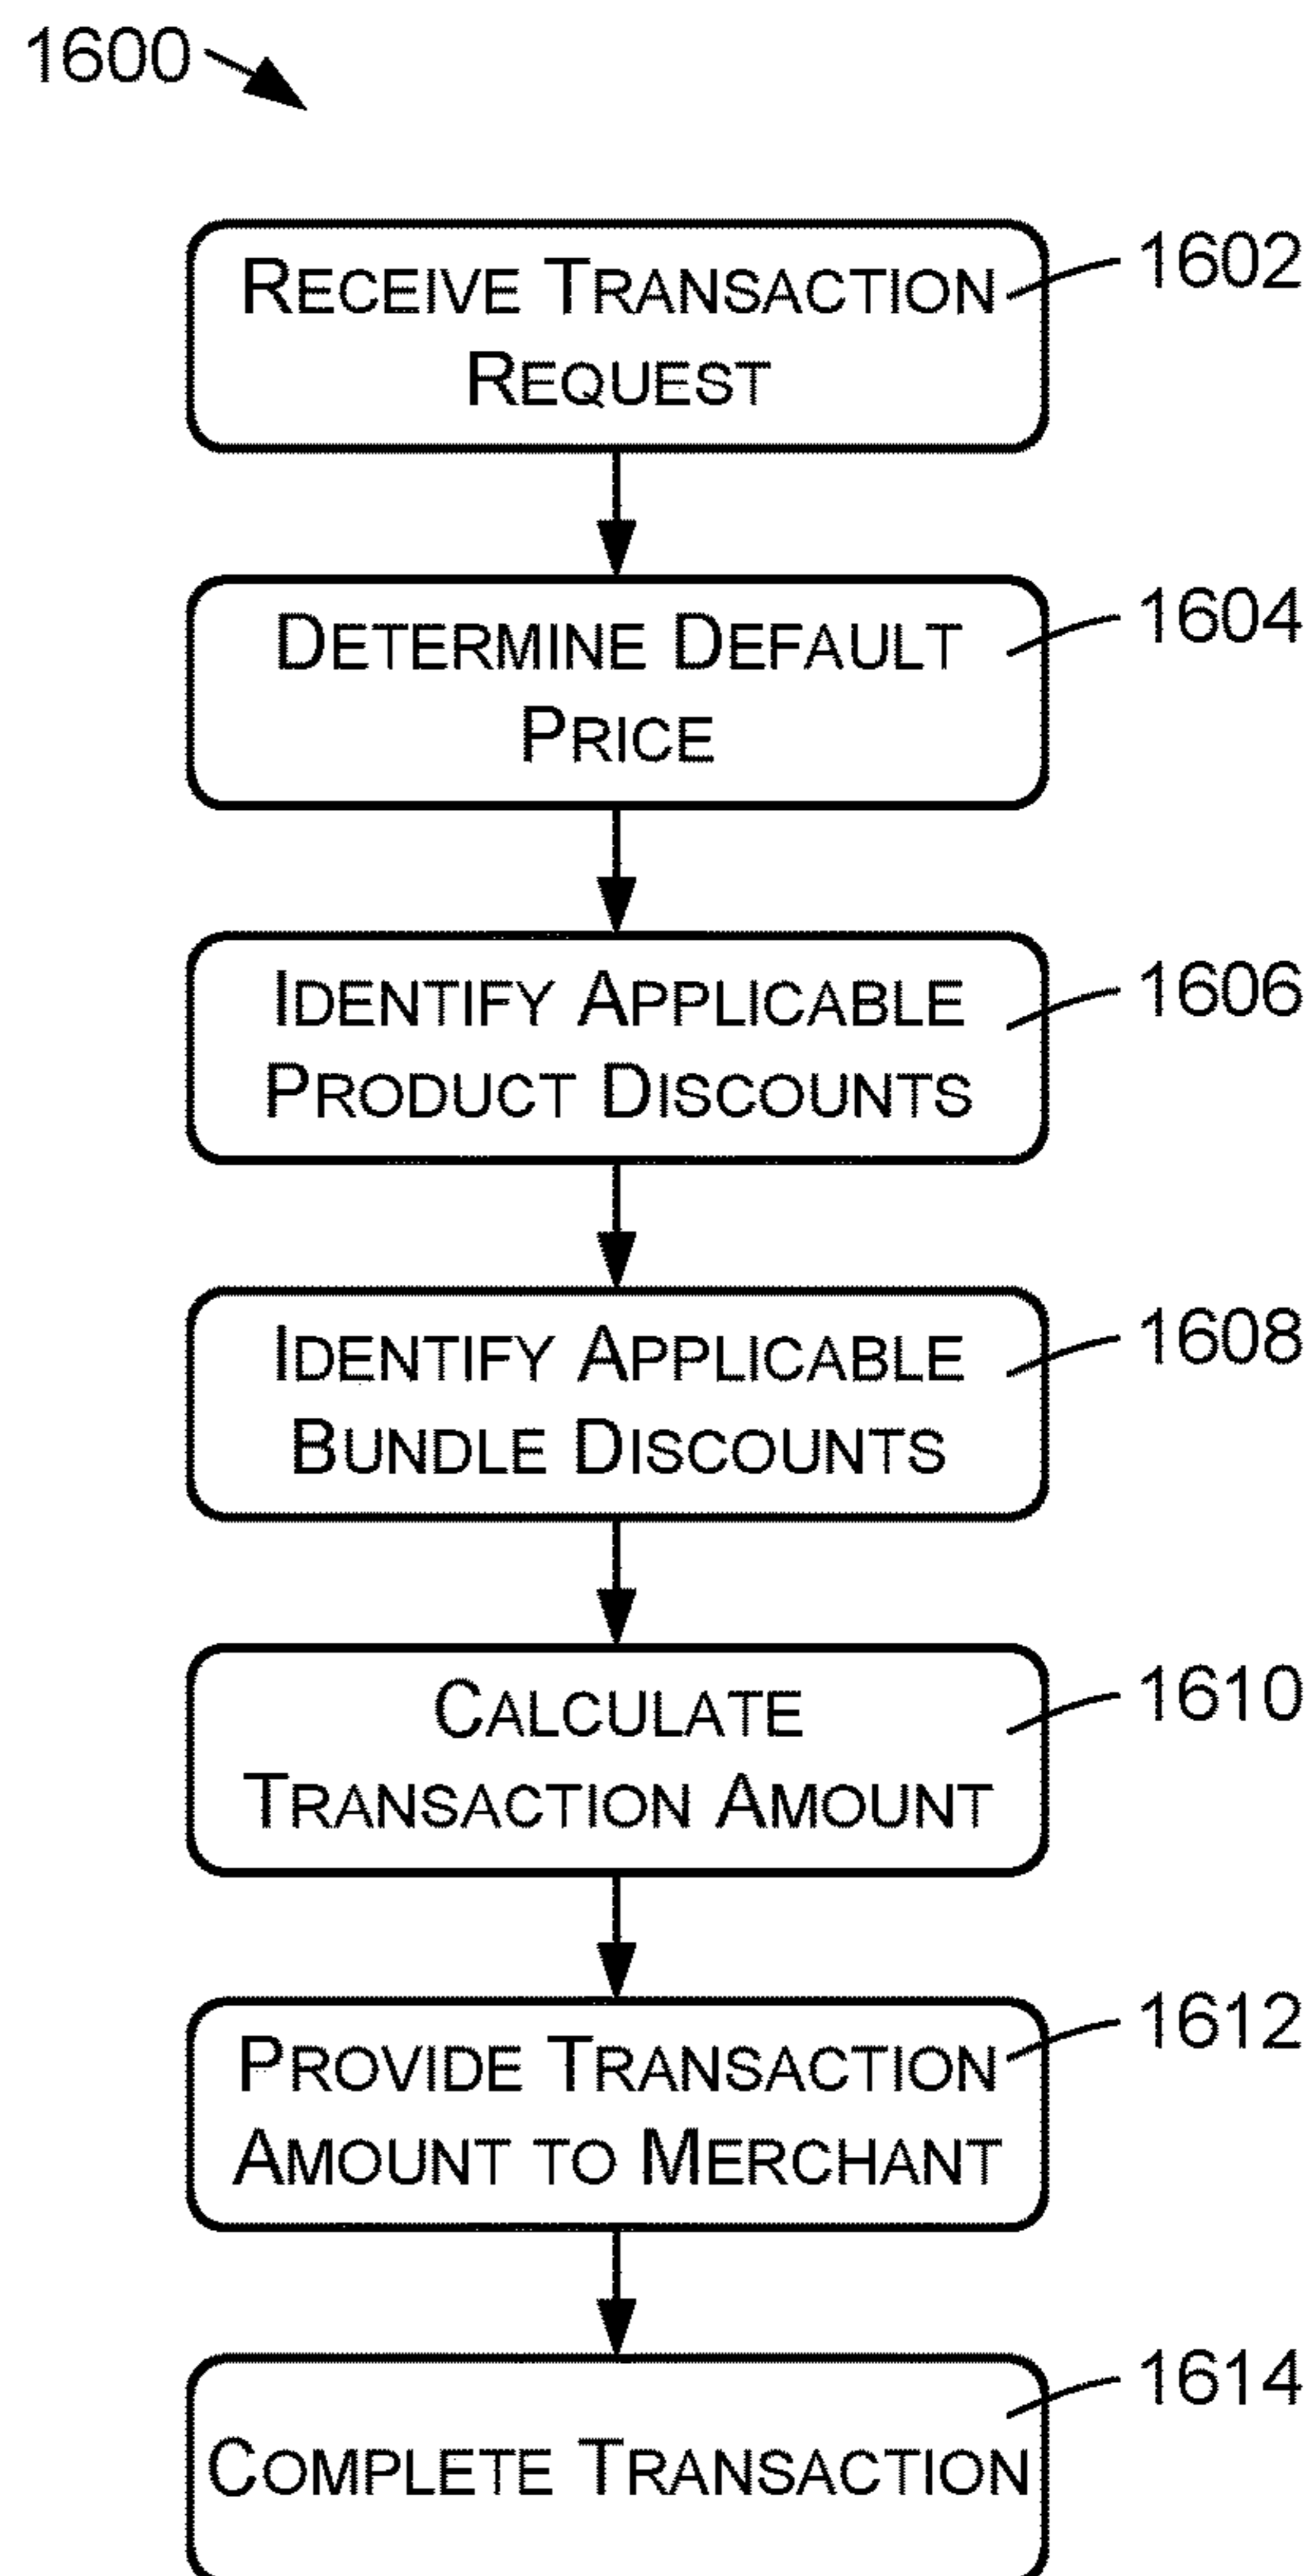 1600
RECEIVE TRANSACTION
REQUEST
1602
DETERMINE DEFAULT
PRICE
1604
IDENTIFY APPLICABLE
PRODUCT DISCOUNTS
1606
IDENTIFY APPLICABLE
BUNDLE DISCOUNTS
1608
CALCULATE
TRANSACTION AMOUNT
1610
PROVIDE TRANSACTION
AMOUNT TO MERCHANT
1612
COMPLETE TRANSACTION
1614